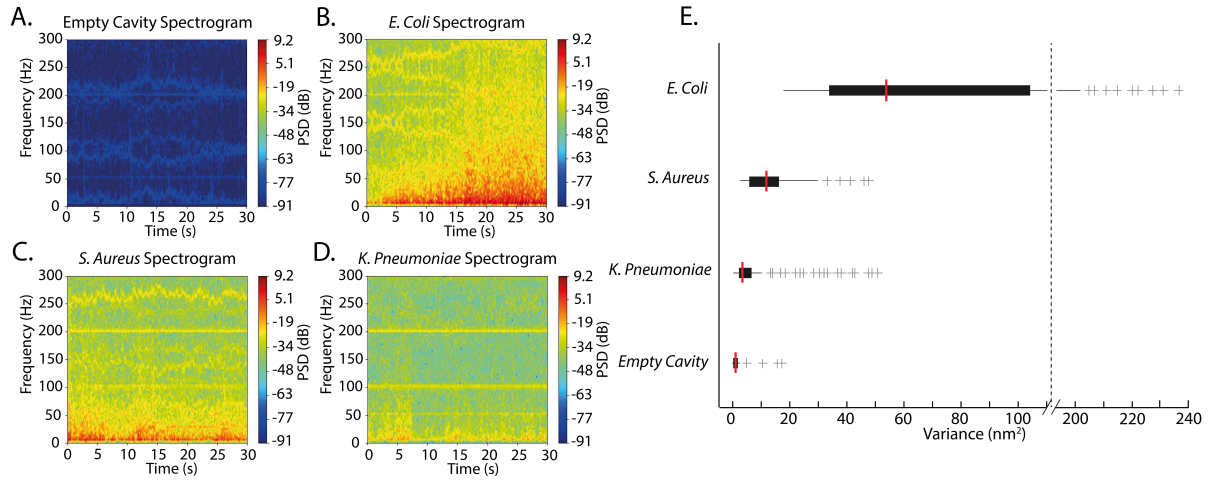 A.
Empty Cavity Spectrogram
300
250
200
150
100
50
0
Frequency (Hz)
0 5 10 15 20 25 30
Time (s)
9.2
5.1
-19
-29
-48
-63
-77
-91
PSD (dB)
B.
E. Coli Spectrogram
300
250
200
150
100
50
0
Frequency (Hz)
0 5 10 15 20 25 30
Time (s)
9.2
5.1
-19
-29
-48
-63
-77
-91
PSD (dB)
C.
S. Aureus Spectrogram
300
250
200
150
100
50
0
Frequency (Hz)
0 5 10 15 20 25 30
Time (s)
9.2
5.1
-19
-34
-48
-63
-77
-91
PSD (dB)
D.
K. Pneumoniae Spectrogram
300
250
200
150
100
50
0
Frequency (Hz)
0 5 10 15 20 25 30
Time (s)
9.2
5.1
-19
-34
-48
-63
-77
-91
PSD (dB)
E.
E. Coli
S. Aureus
K. Pneumoniae
Empty Cavity
0 20 40 60 80 100 200 220 240
Variance (nm²)